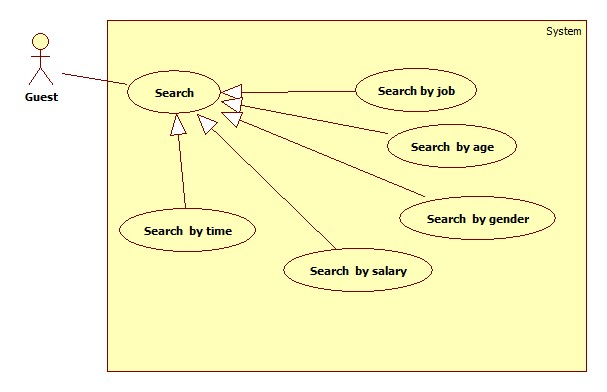 System
Guest
Search
Search by job
Search by age
Search by gender
Search by time
Search by salary